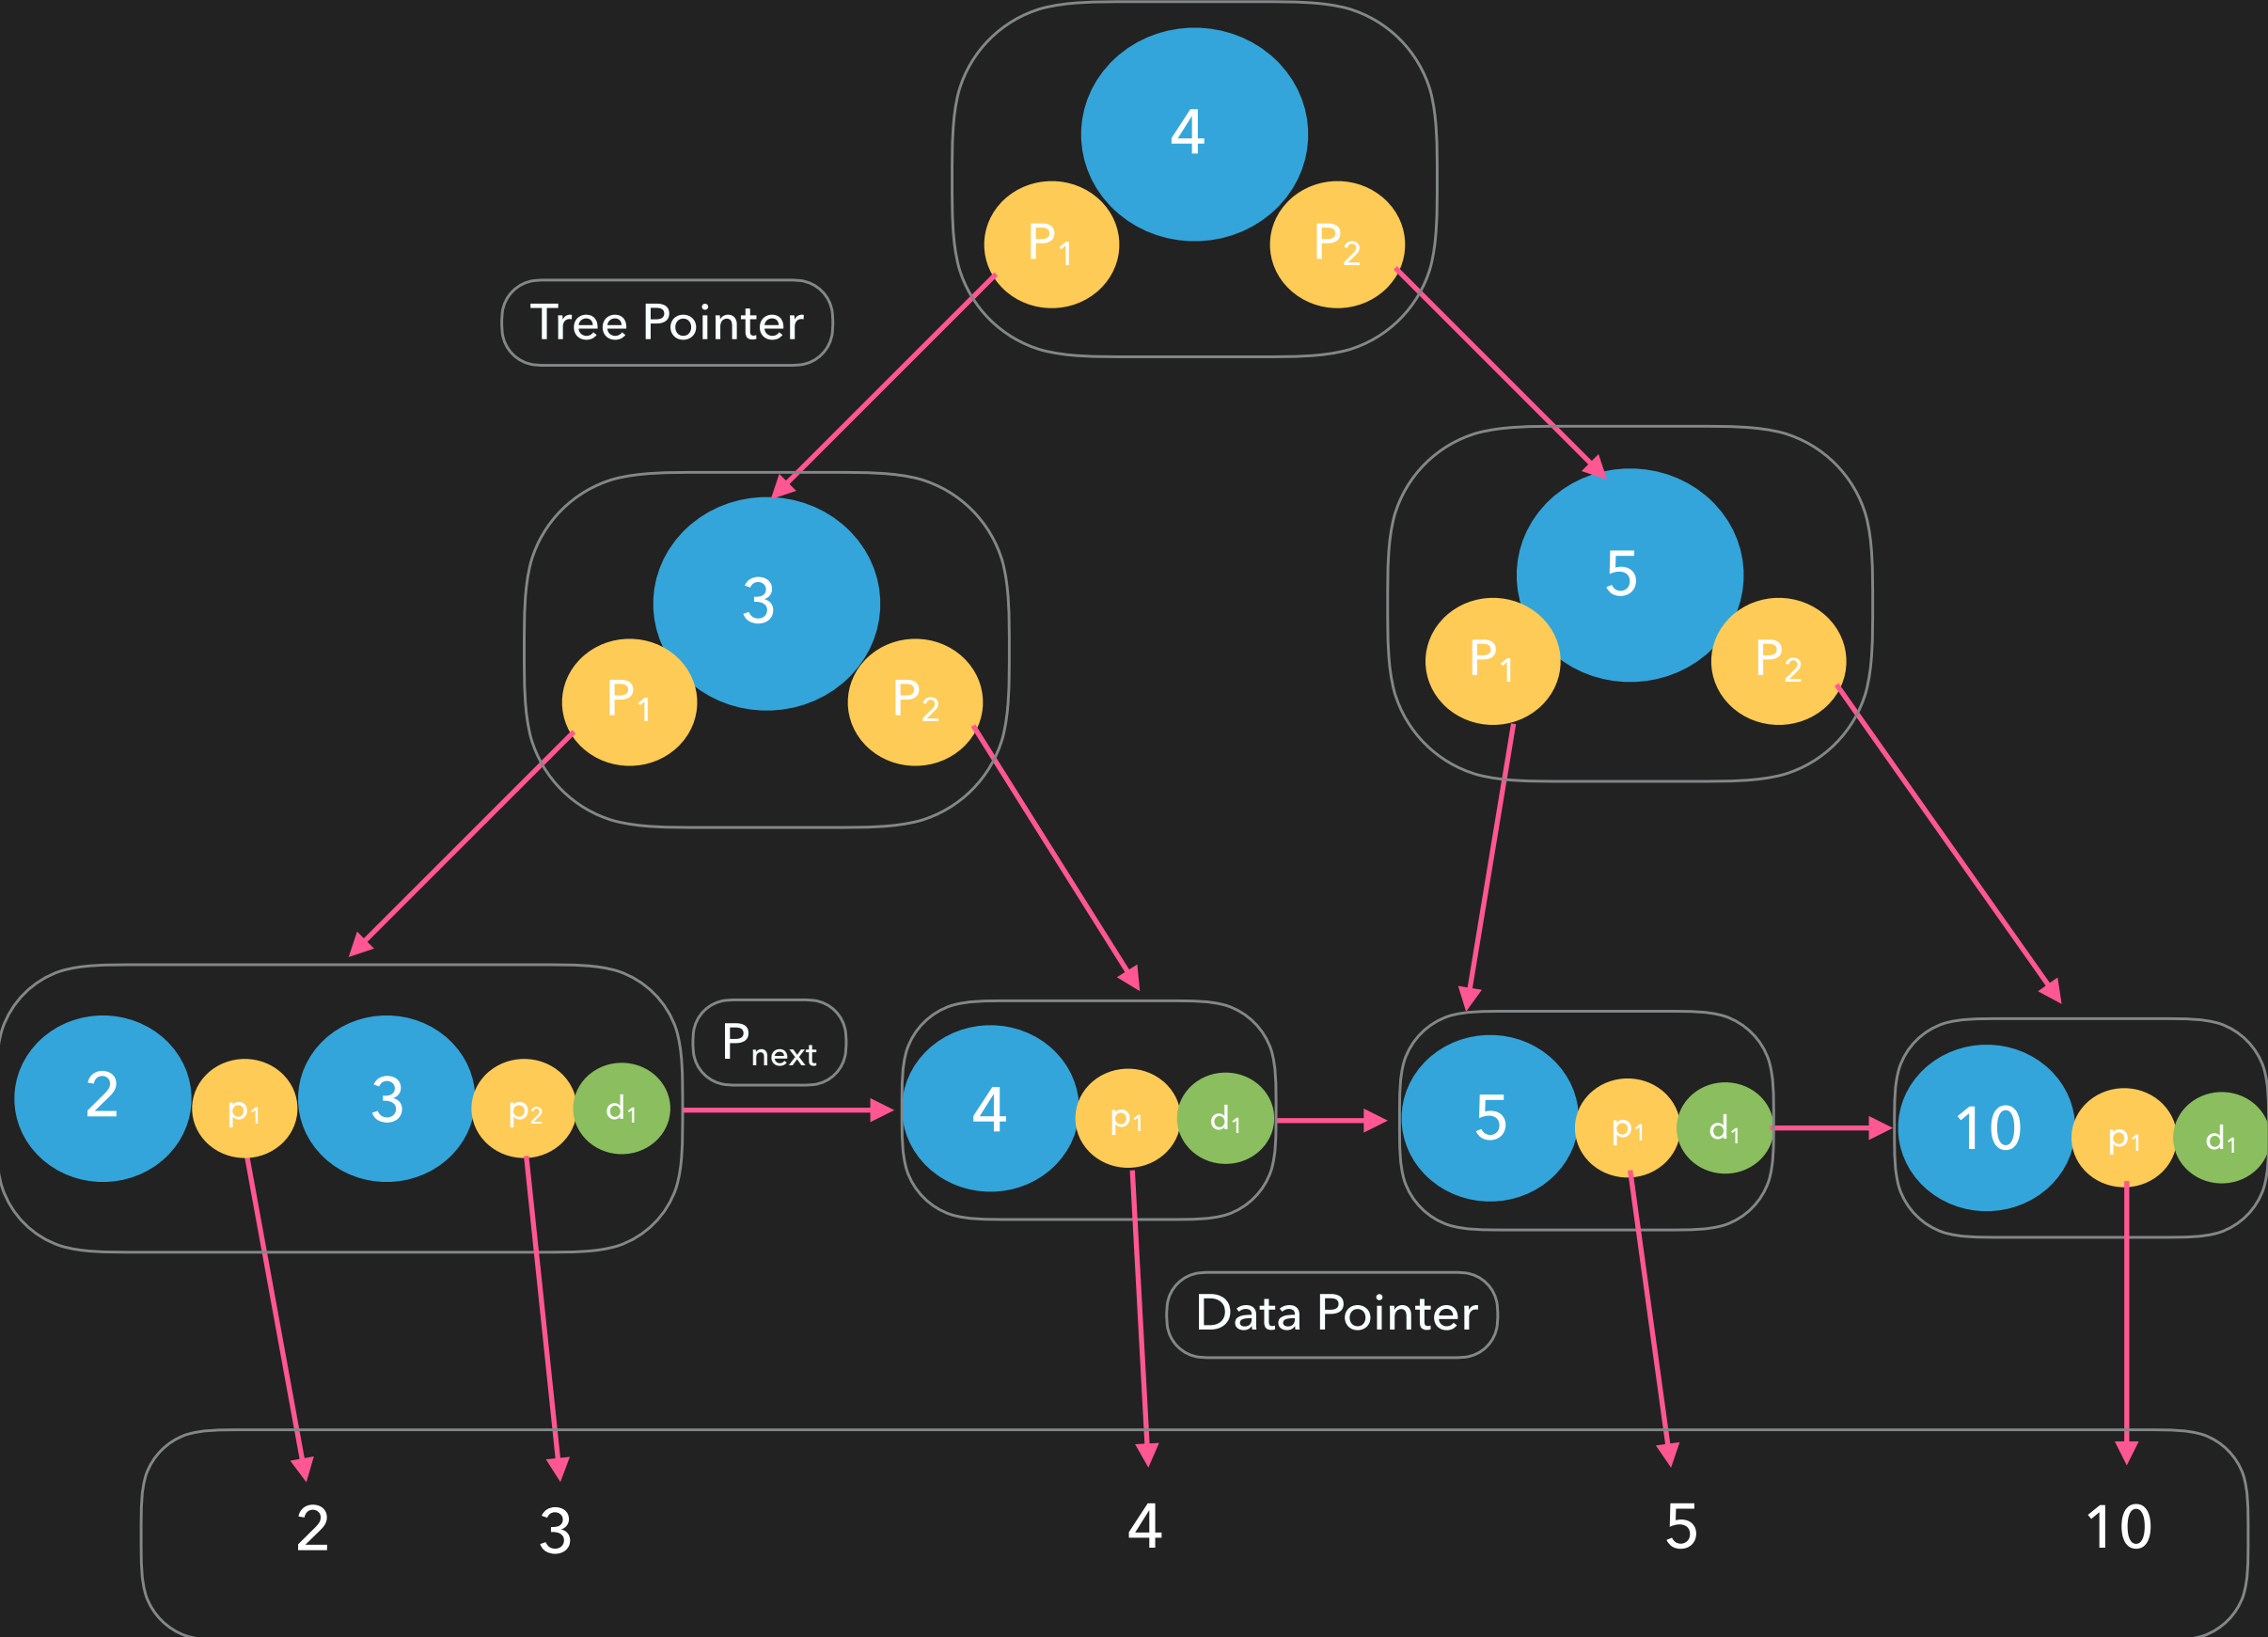 4
P1 P2
Tree Pointer
3
P1 P2
5
P1 P2
2 p1 3 p2 d1
Pnext
4 p1 d1
5 p1 d1
10 p1 d1
Data Pointer
2 3 4 5 10